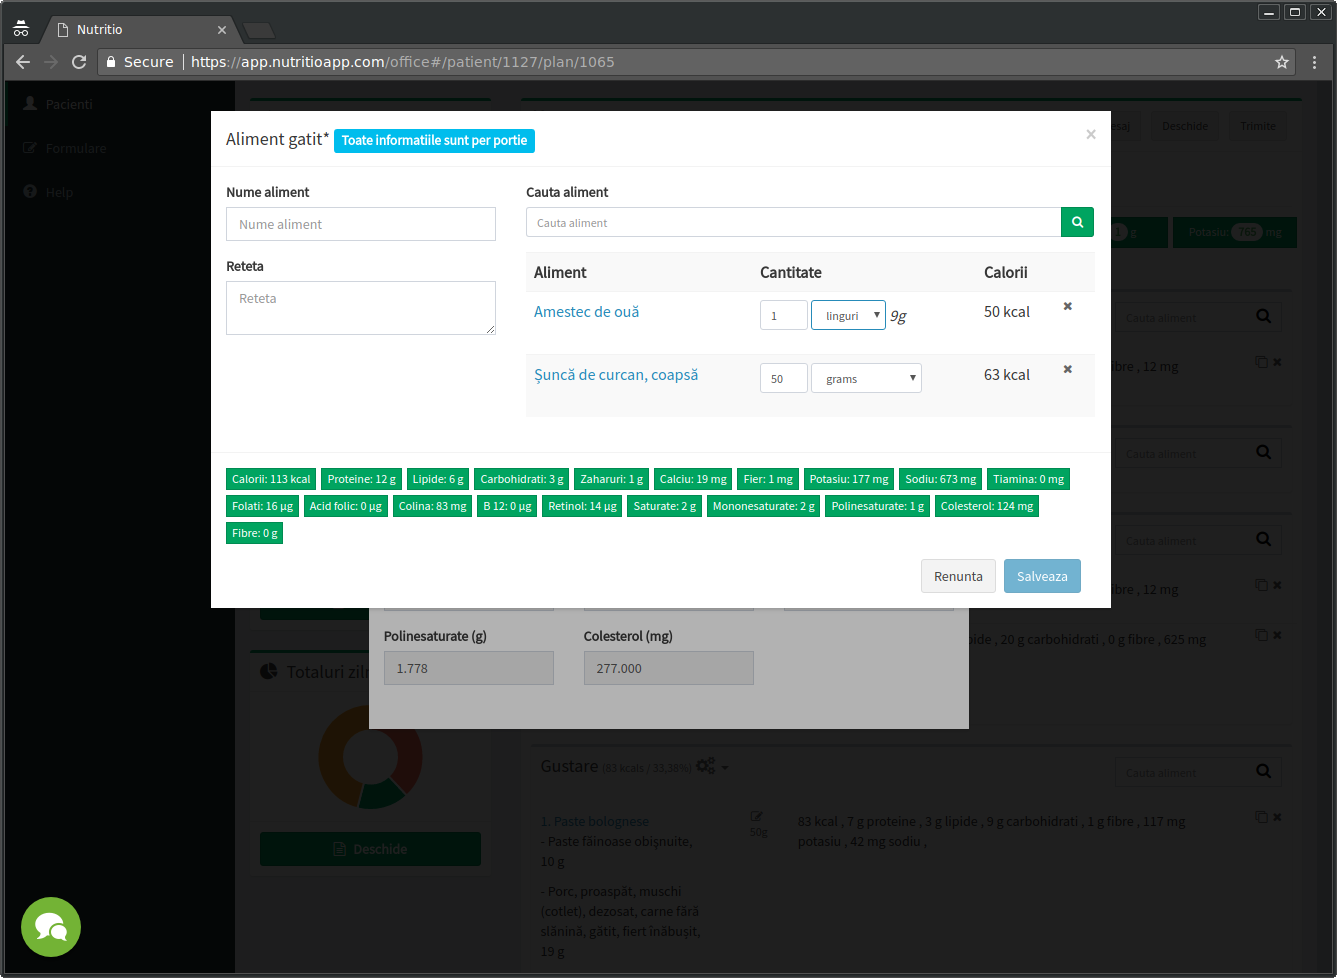 Nutritio
Secure https://app.nutritioapp.com/office#/patient/1127/plan/1065
Pacienti
Formulare
Help
esaj Deschide Trimite
1 g Potasiu: 765 mg
Aliment gatit* Toate informatiile sunt per portie ×
Nume aliment
Nume aliment
Reteta
Reteta
Cauta aliment
Cauta aliment
Aliment Cantitate Calorii
Amestec de ouă 1 linguri 9g 50 kcal
Șuncă de curcan, coapsă 50 grams 63 kcal
Calorii: 113 kcal Proteine: 12 g Lipide: 6 g Carbohidrati: 3 g Zaharuri: 1 g Calciu: 19 mg Fier: 1 mg Potasiu: 177 mg Sodiu: 673 mg Tiamina: 0 mg
Folati: 16 µg Acid folic: 0 µg Colina: 83 mg B 12: 0 µg Retinol: 14 µg Saturate: 2 g Mononesaturate: 2 g Polinesaturate: 1 g Colesterol: 124 mg
Fibre: 0 g
Renunta Salveaza
Cauta aliment
fibre , 12 mg
Cauta aliment
Cauta aliment
fibre , 12 mg
pide , 20 g carbohidrati , 0 g fibre , 625 mg
Polinesaturate (g) Colesterol (mg)
1.778 277.000
Totaluri ziln
Deschide
Gustare (63 kcals / 33,38%) Cauta aliment
1. Paste bolognese
- Paste făinoase obişnuite,
10 g
- Porc, proaspăt, muschi
(cotlet), dezosat, carne fără
slănină, gătit, fiert înăbușit,
19 g
50g
83 kcal , 7 g proteine , 3 g lipide , 9 g carbohidrati , 1 g fibre , 117 mg
potasiu , 42 mg sodiu ,